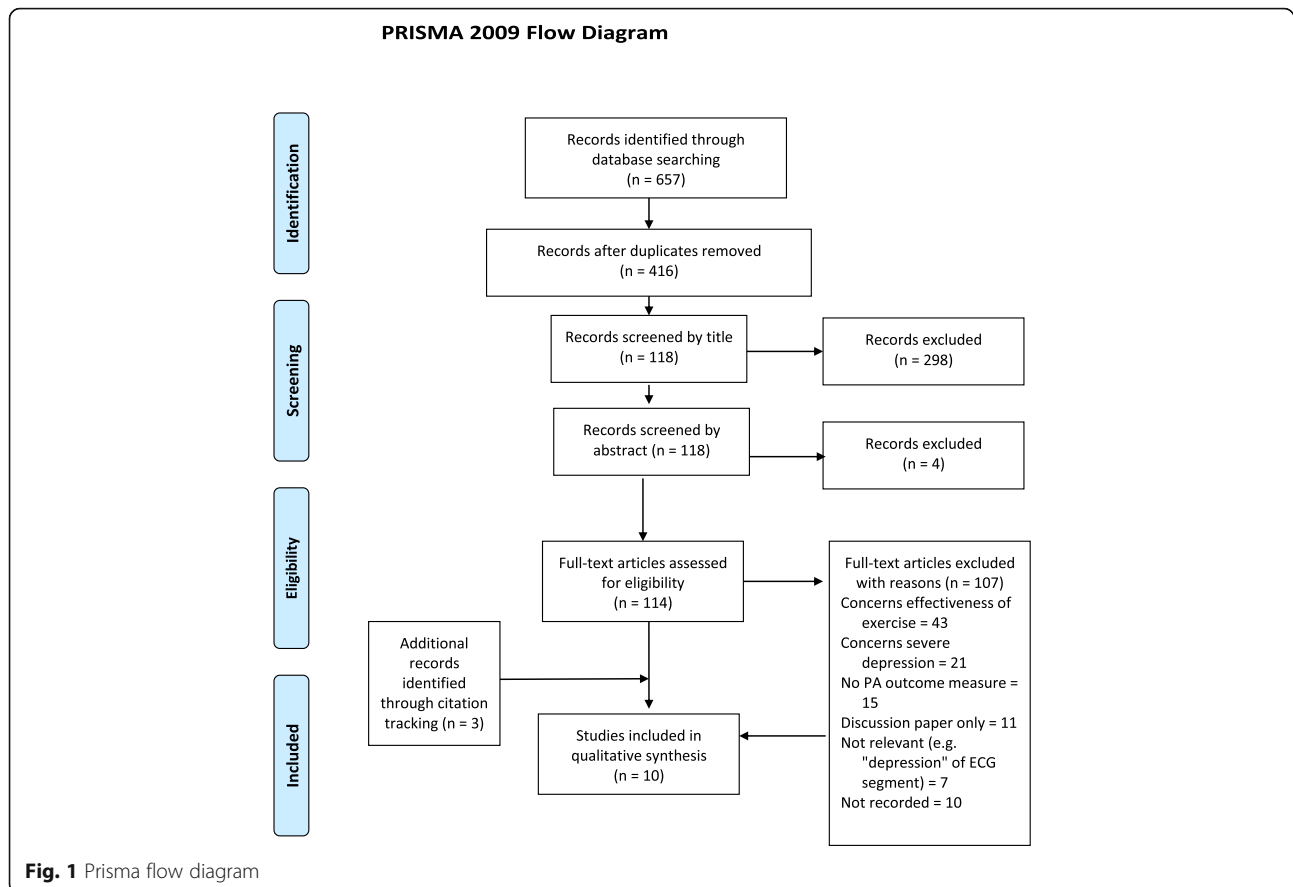 PRISMA 2009 Flow Diagram
Identification
Records identified through
database searching
(n = 657)
Records after duplicates removed
(n = 416)
Screening
Records screened by title
(n = 118)
Records excluded
(n = 298)
Records screened by
abstract (n = 118)
Records excluded
(n = 4)
Eligibility
Full-text articles assessed
for eligibility
(n = 114)
Full-text articles excluded
with reasons (n = 107)
Concerns effectiveness of
exercise = 43
Concerns severe
depression = 21
No PA outcome measure =
15
Discussion paper only = 11
Not relevant (e.g.
"depression" of ECG
segment) = 7
Not recorded = 10
Additional
records
identified
through citation
tracking (n = 3)
Included
Studies included in
qualitative synthesis
(n = 10)
Fig. 1 Prisma flow diagram